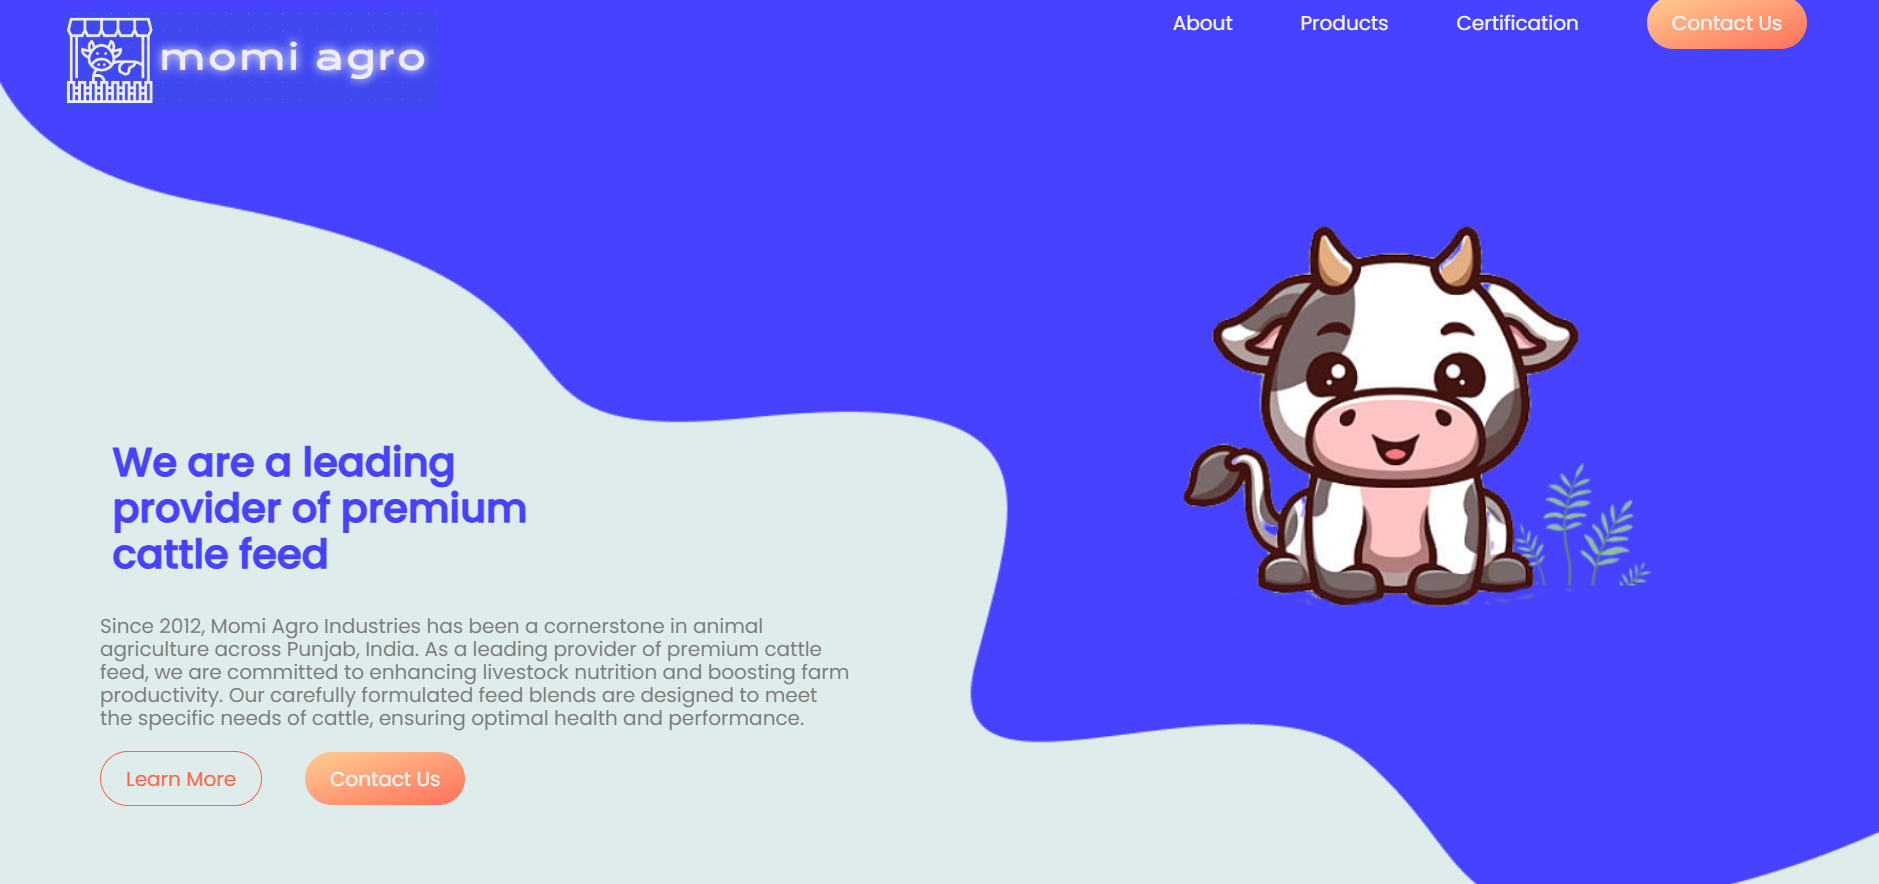 momi agro
About
Products
Certification
Contact Us
We are a leading
provider of premium
cattle feed
Since 2012, Momi Agro Industries has been a cornerstone in animal
agriculture across Punjab, India. As a leading provider of premium cattle
feed, we are committed to enhancing livestock nutrition and boosting farm
productivity. Our carefully formulated feed blends are designed to meet
the specific needs of cattle, ensuring optimal health and performance.
Learn More
Contact Us